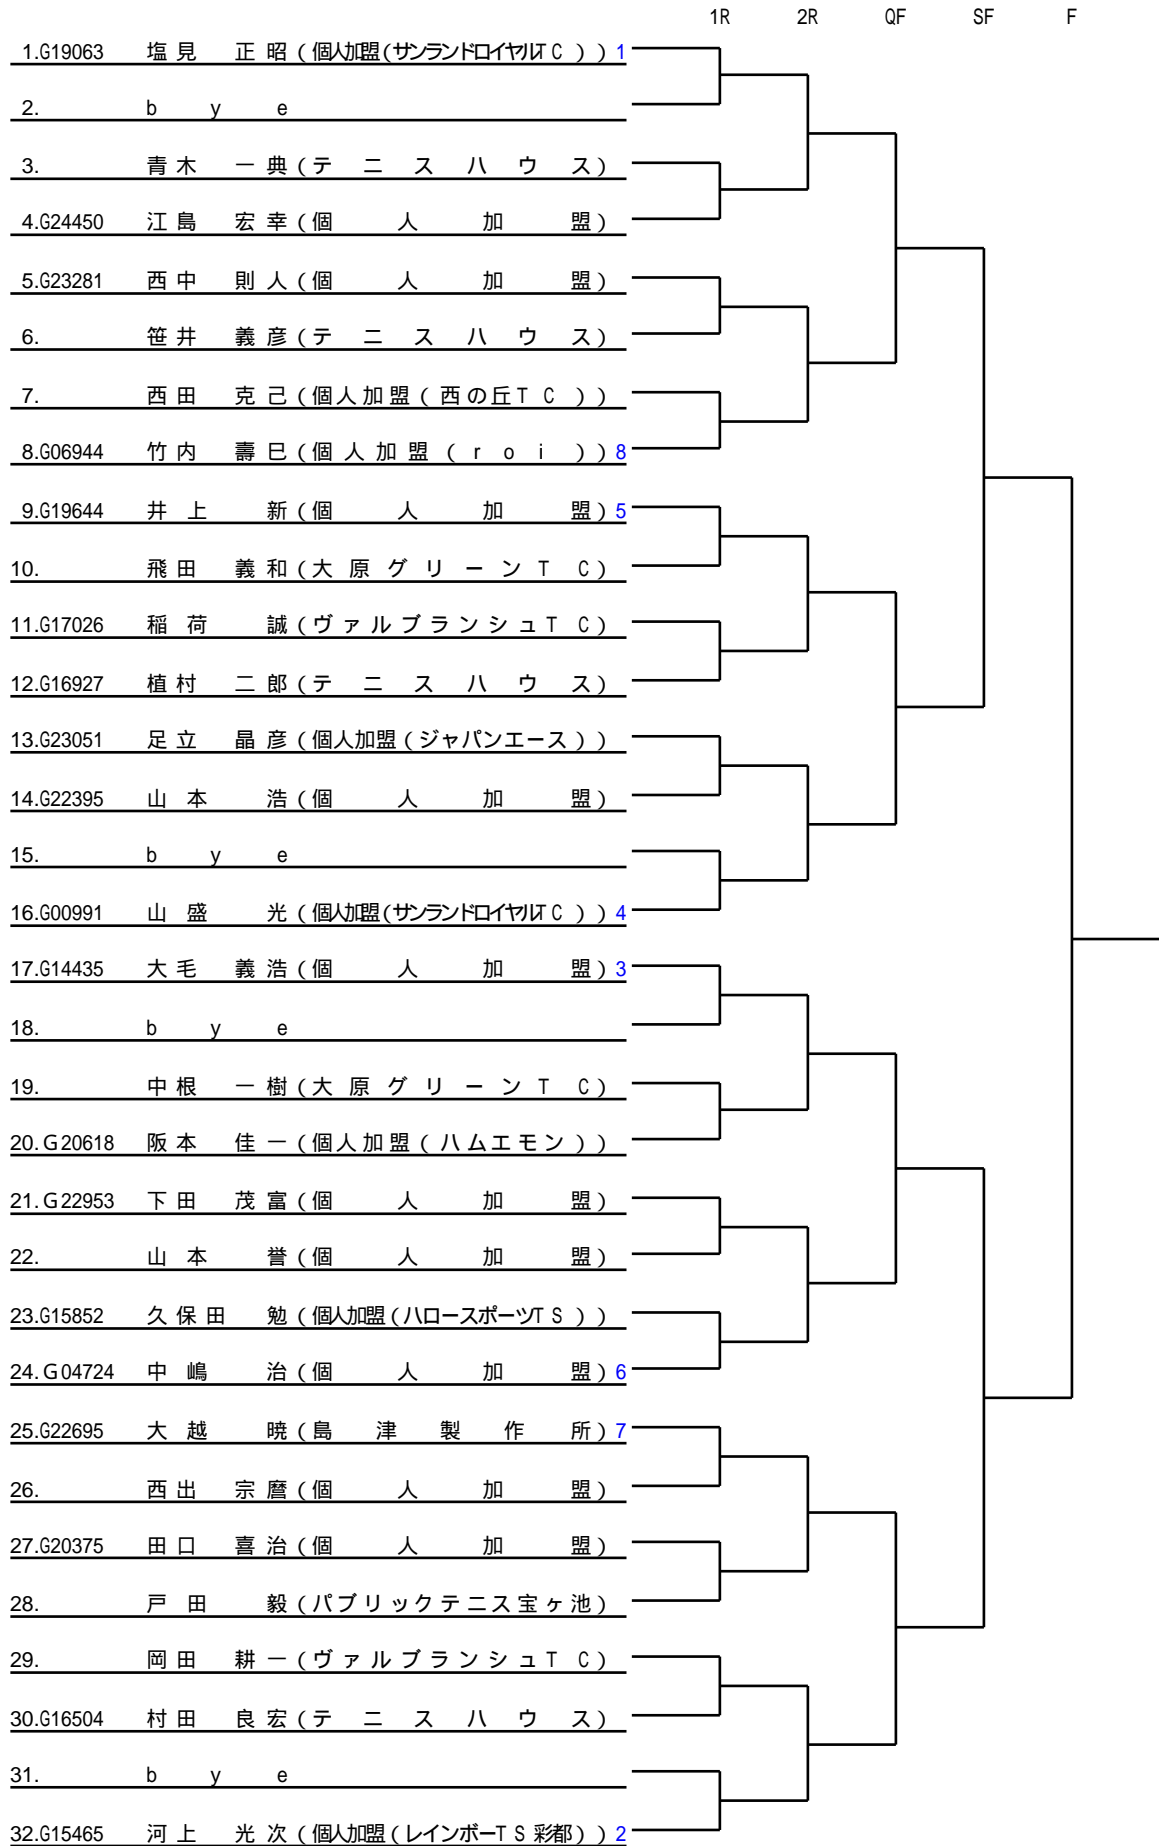 1R 2R QF SF F
1.G19063 塩見 正昭(個人加盟(サンランドロイヤルTC)) 1
2. bye
3. 青木 一典(テニスハウス)
4.G24450 江島 宏幸(個人加盟)
5.G23281 西中 則人(個人加盟)
6. 笹井 義彦(テニスハウス)
7. 西田 克己(個人加盟(西の丘TC))
8.G06944 竹内 壽巳(個人加盟(roi)) 8
9.G19644 井上 新(個人加盟) 5
10. 飛田 義和(大原グリーンTC)
11.G17026 稲荷 誠(ヴァルブランシュTC)
12.G16927 植村 二郎(テニスハウス)
13.G23051 足立 晶彦(個人加盟(ジャパンエース))
14.G22395 山本 浩(個人加盟)
15. bye
16.G00991 山盛 光(個人加盟(サンランドロイヤルTC)) 4
17.G14435 大毛 義浩(個人加盟) 3
18. bye
19. 中根 一樹(大原グリーンTC)
20.G20618 阪本 佳一(個人加盟(ハムエモン))
21.G22953 下田 茂富(個人加盟)
22. 山本 誉(個人加盟)
23.G15852 久保田 勉(個人加盟(ハロースポーツTS))
24.G04724 中嶋 治(個人加盟) 6
25.G22695 大越 暁(島津製作所) 7
26. 西出 宗麿(個人加盟)
27.G20375 田口 喜治(個人加盟)
28. 戸田 毅(パブリックテニス宝ヶ池)
29. 岡田 耕一(ヴァルブランシュTC)
30.G16504 村田 良宏(テニスハウス)
31. bye
32.G15465 河上 光次(個人加盟(レインボーTS彩都)) 2